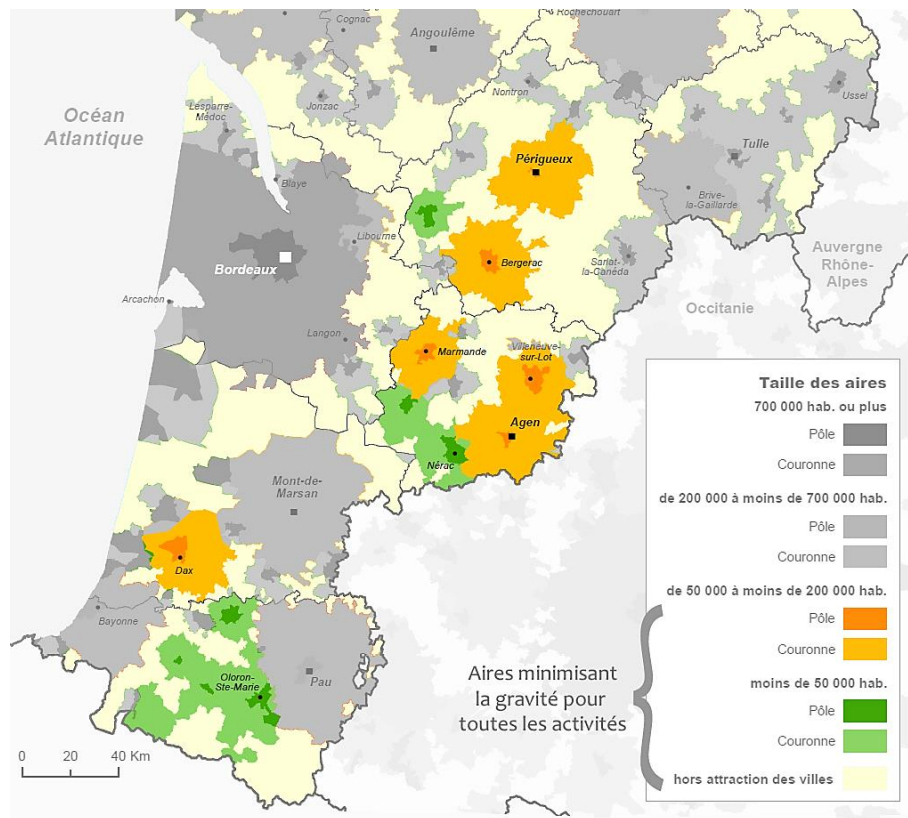 Cognac
Rochechouart
Angoulême
Océan
Atlantique
Lesparre-
Médoc
Jonzac
Nontron
Ussel
Périgueux
Tulle
Blaye
Brive-
la-Gaillarde
Libourne
Bordeaux
Bergerac
Sarlat-
la-Canéda
Auvergne
Rhône-
Alpes
Arcachon
Occitanie
Langon
Marmande
Villeneuve-
sur-Lot
Agen
Nérac
Mont-de-
Marsan
Dax
Bayonne
Oloron-
Ste-Marie
Pau
0 20 40 Km
Aires minimisant
la gravité pour
toutes les activités
Taille des aires
700 000 hab. ou plus
Pôle
Couronne
de 200 000 à moins de 700 000 hab.
Pôle
Couronne
de 50 000 à moins de 200 000 hab.
Pôle
Couronne
moins de 50 000 hab.
Pôle
Couronne
hors attraction des villes